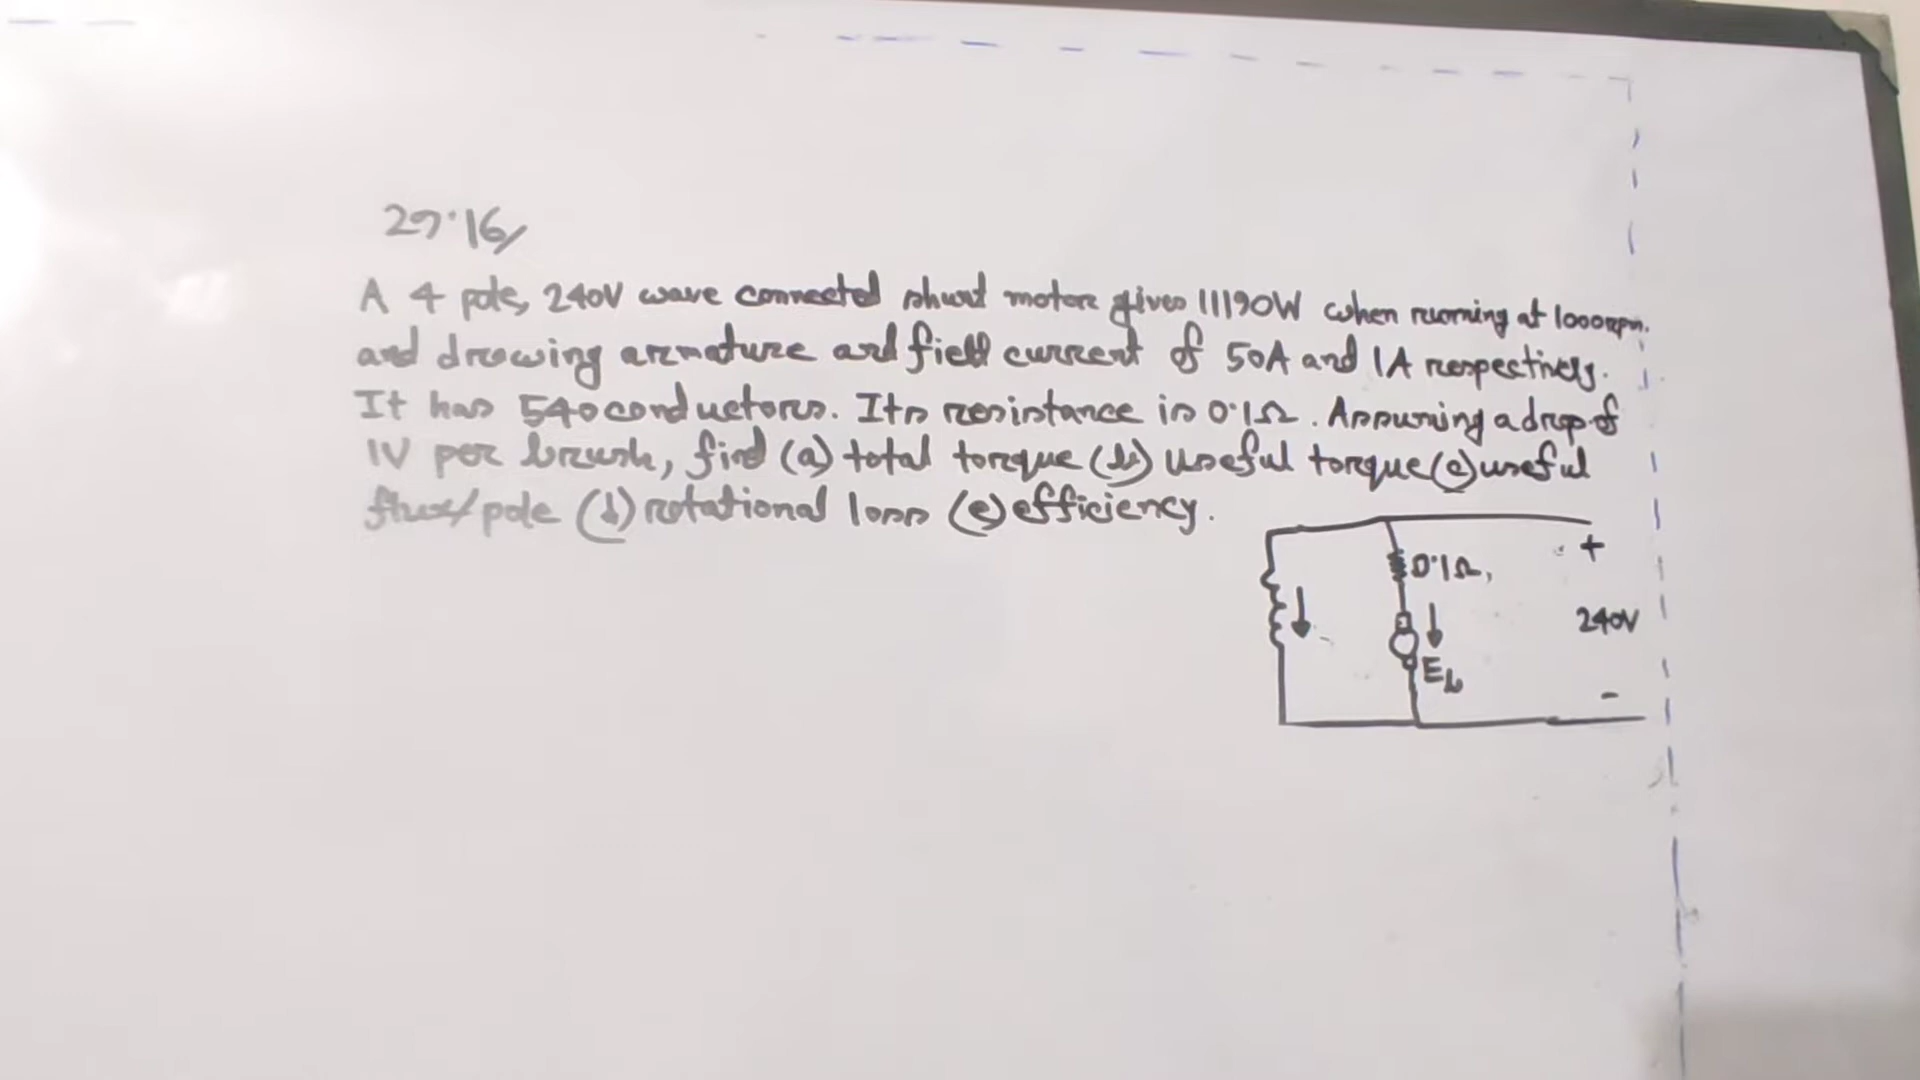 29.16/
A 4 pole, 240V wave connected shunt motor gives 11190W when running at 1000rpm.
and drawing armature and field current of 50A and 1A respectively.
It has 540 conductors. Its resistance is 0.1Ω. Assuming a drop of
1V per brush, find (a) total torque (b) useful torque (c) useful
flux/pole (d) rotational loss (e) efficiency.
0.1Ω,
+
240V
Eb
-